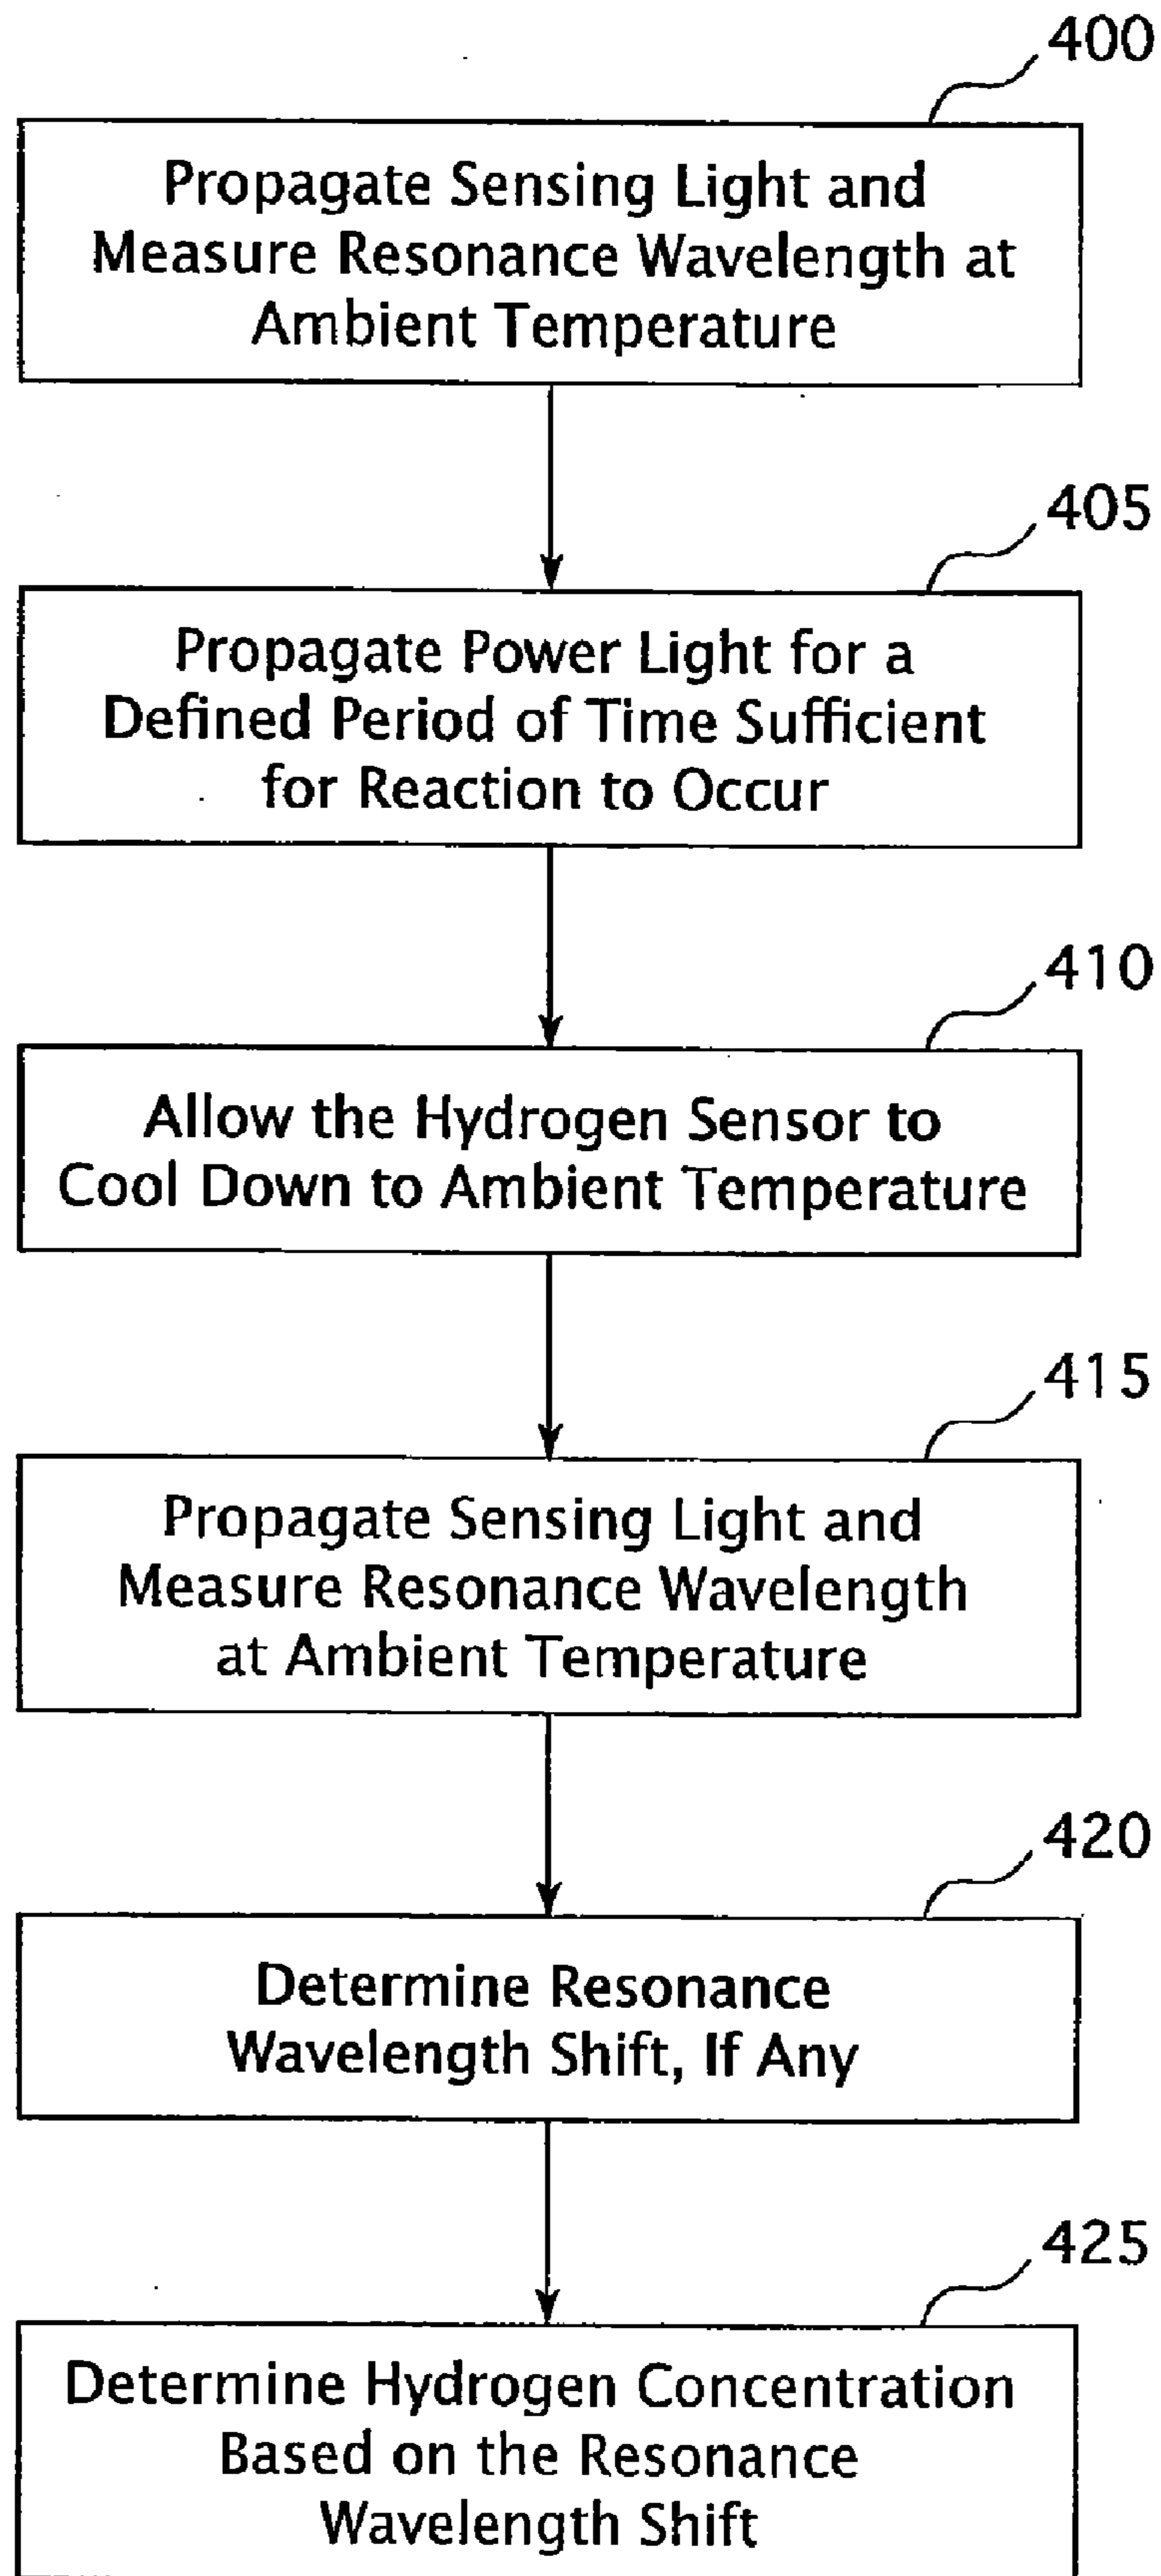 400
Propagate Sensing Light and
Measure Resonance Wavelength at
Ambient Temperature
405
Propagate Power Light for a
Defined Period of Time Sufficient
for Reaction to Occur
410
Allow the Hydrogen Sensor to
Cool Down to Ambient Temperature
415
Propagate Sensing Light and
Measure Resonance Wavelength
at Ambient Temperature
420
Determine Resonance
Wavelength Shift, If Any
425
Determine Hydrogen Concentration
Based on the Resonance
Wavelength Shift